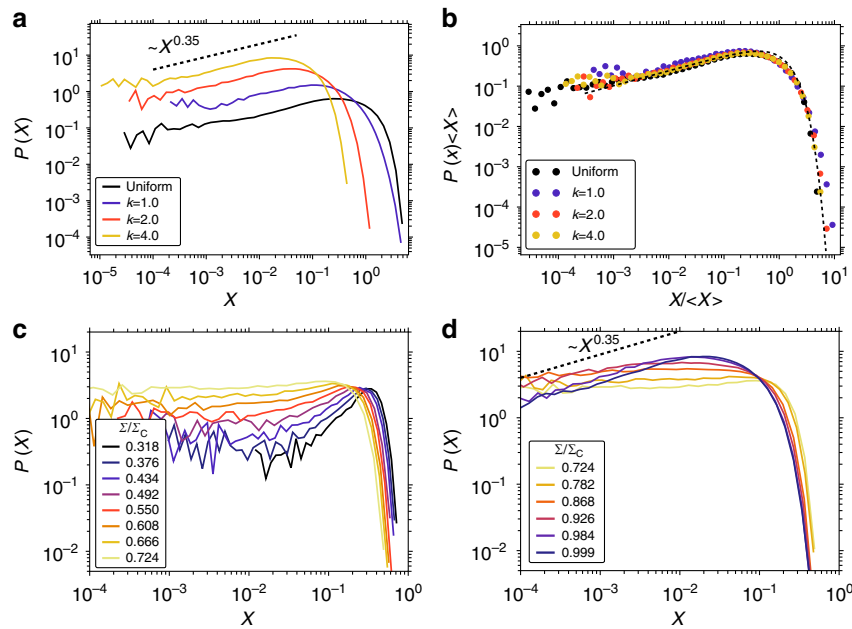 a
~X^0.35
P (X)
10^1
10^0
10^-1
10^-2
10^-3
10^-4
Uniform
k=1.0
k=2.0
k=4.0
10^-5
10^-4
10^-3
10^-2
10^-1
10^0
X
b
P (x)<X>
10^0
10^-1
10^-2
10^-3
10^-4
10^-5
Uniform
k=1.0
k=2.0
k=4.0
10^-4
10^-3
10^-2
10^-1
10^0
10^1
X/<X>
c
P (X)
10^1
10^0
10^-1
10^-2
Σ/Σ_C
0.318
0.376
0.434
0.492
0.550
0.608
0.666
0.724
10^-4
10^-3
10^-2
10^-1
10^0
X
d
~X^0.35
P (X)
10^1
10^0
10^-1
10^-2
Σ/Σ_C
0.724
0.782
0.868
0.926
0.984
0.999
10^-4
10^-3
10^-2
10^-1
10^0
X